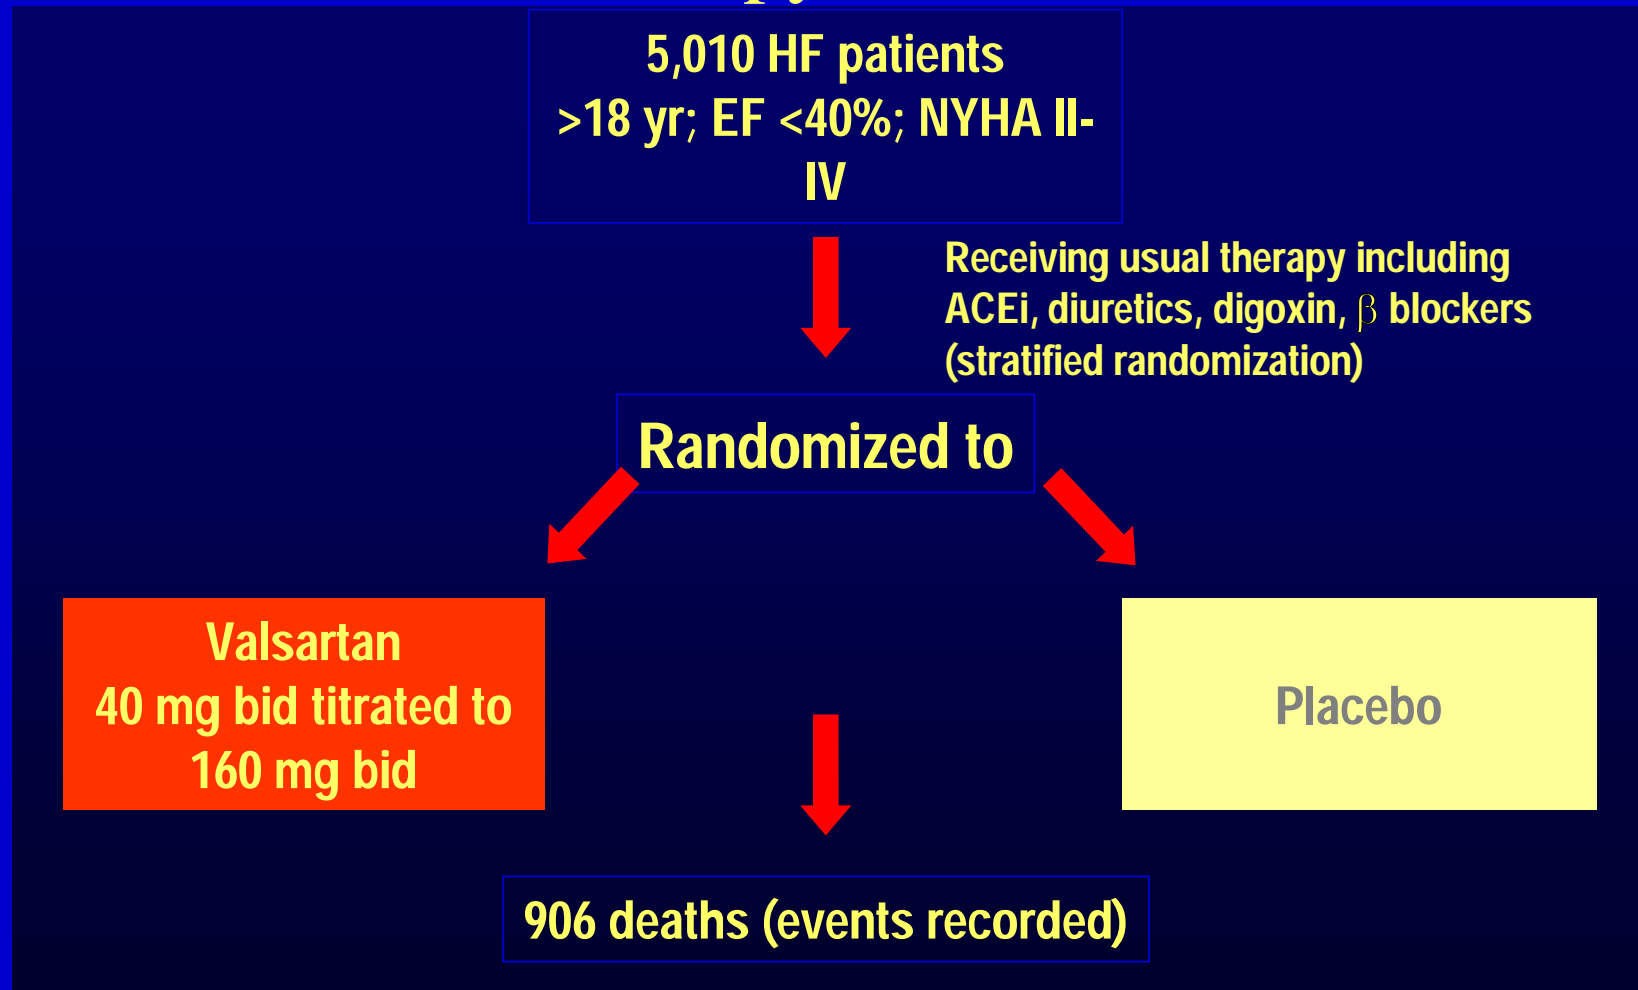 5,010 HF patients
>18 yr; EF <40%; NYHA II-
IV
Receiving usual therapy including
ACEi, diuretics, digoxin, β blockers
(stratified randomization)
Randomized to
Valsartan
40 mg bid titrated to
160 mg bid
Placebo
906 deaths (events recorded)